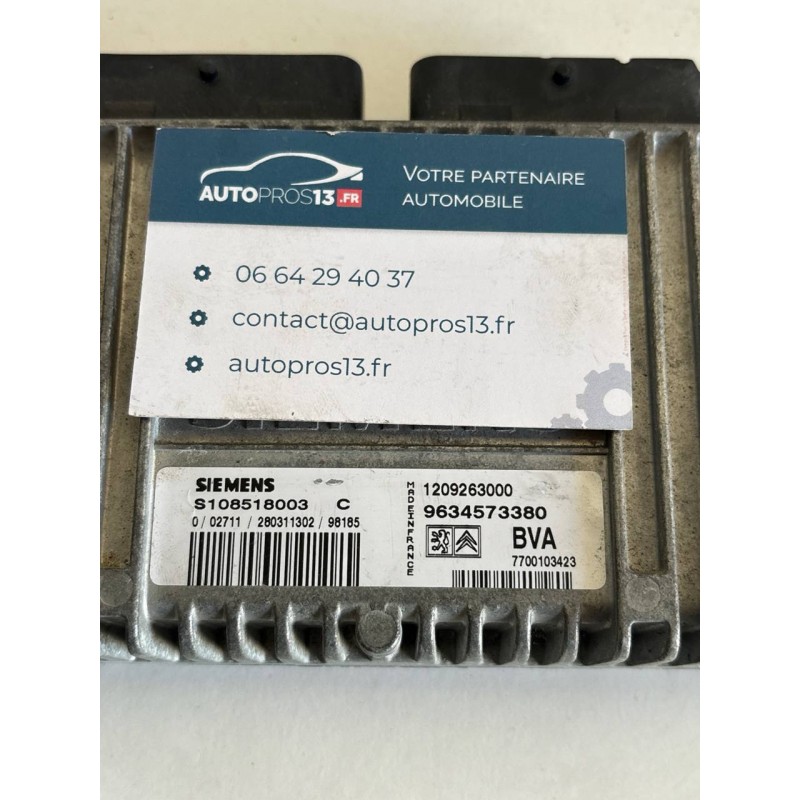 AUTOPROS13.FR
VOTRE PARTENAIRE
AUTOMOBILE
06 64 29 40 37
contact@autopros13.fr
autopros13.fr
SIEMENS
S108518003 C
0 / 02711 / 280311302 / 98185
MADE IN FRANCE
1209263000
9634573380
BVA
7700103423